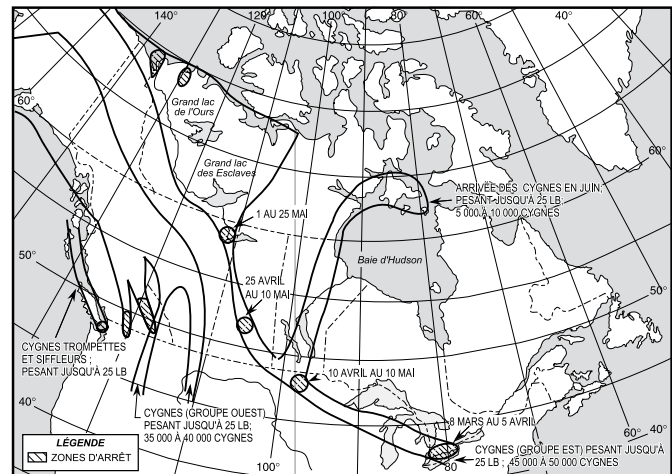 140°
120°
100°
80°
60°
40°
60°
Grand lac
de l'Ours
Grand lac
des Esclaves
60°
50°
ARRIVÉE DES CYGNES EN JUIN;
PESANT JUSQU'À 25 LB;
5 000 À 10 000 CYGNES
1 AU 25 MAI
Baie d'Hudson
50°
25 AVRIL
AU 10 MAI
50°
CYGNES TROMPETTES
ET SIFFLEURS ;
PESANT JUSQU'À 25 LB
10 AVRIL AU 10 MAI
40°
CYGNES (GROUPE OUEST)
PESANT JUSQU'À 25 LB;
35 000 À 40 000 CYGNES
8 MARS AU 5 AVRIL
40°
LÉGENDE
ZONES D'ARRÊT
CYGNES (GROUPE EST) PESANT JUSQU'À
25 LB ; 45 000 À 50 000 CYGNES
100°
80